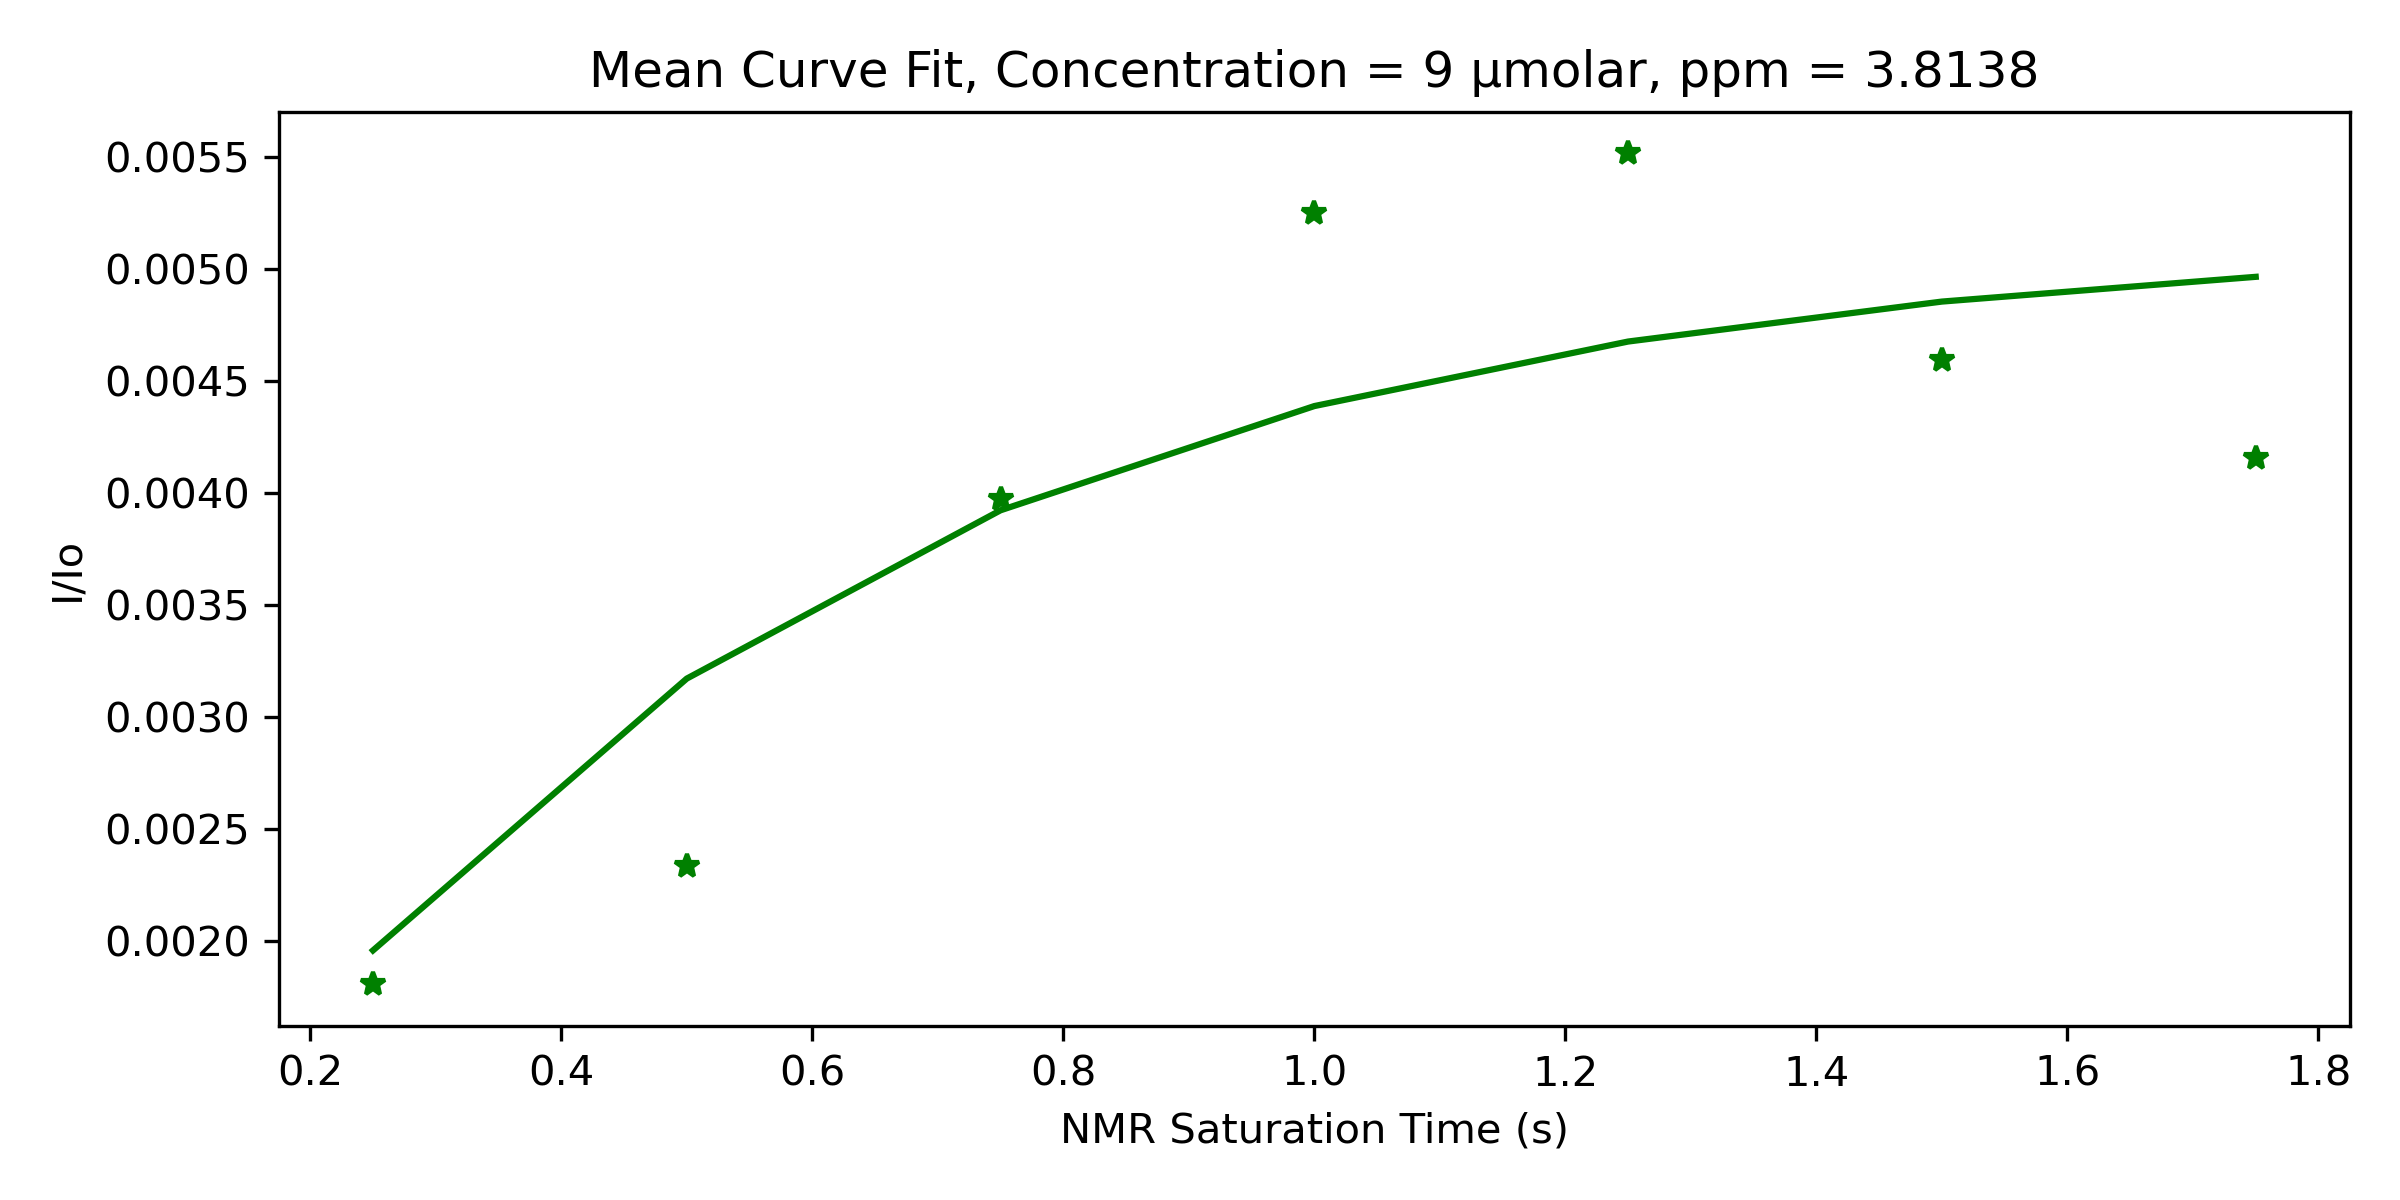 Mean Curve Fit, Concentration = 9 μmolar, ppm = 3.8138
0.0055
0.0050
0.0045
0.0040
0.0035
0.0030
0.0025
0.0020
I/Io
0.2 0.4 0.6 0.8 1.0 1.2 1.4 1.6 1.8
NMR Saturation Time (s)